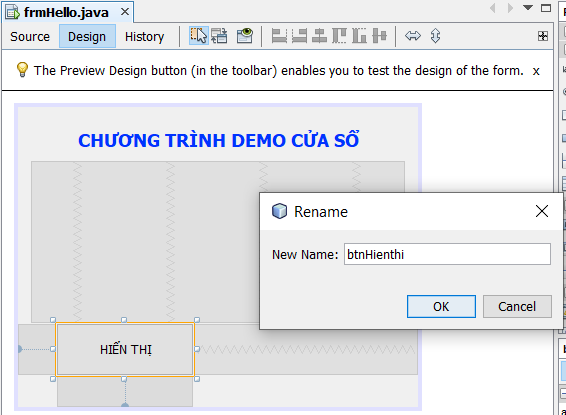 frmHello.java x
Source Design History
The Preview Design button (in the toolbar) enables you to test the design of the form. x
CHƯƠNG TRÌNH DEMO CỬA SỔ
Rename
New Name: btnHienthi
OK Cancel
HIỂN THỊ